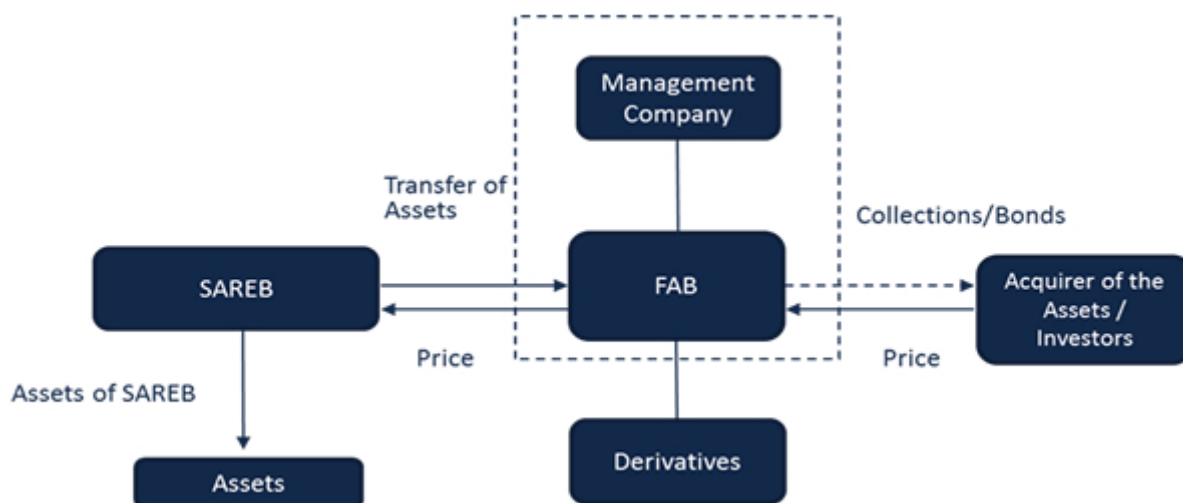 Management
Company
Transfer of
Assets
Collections/Bonds
SAREB
FAB
Acquirer of the
Assets /
Investors
Price
Price
Assets of SAREB
Derivatives
Assets